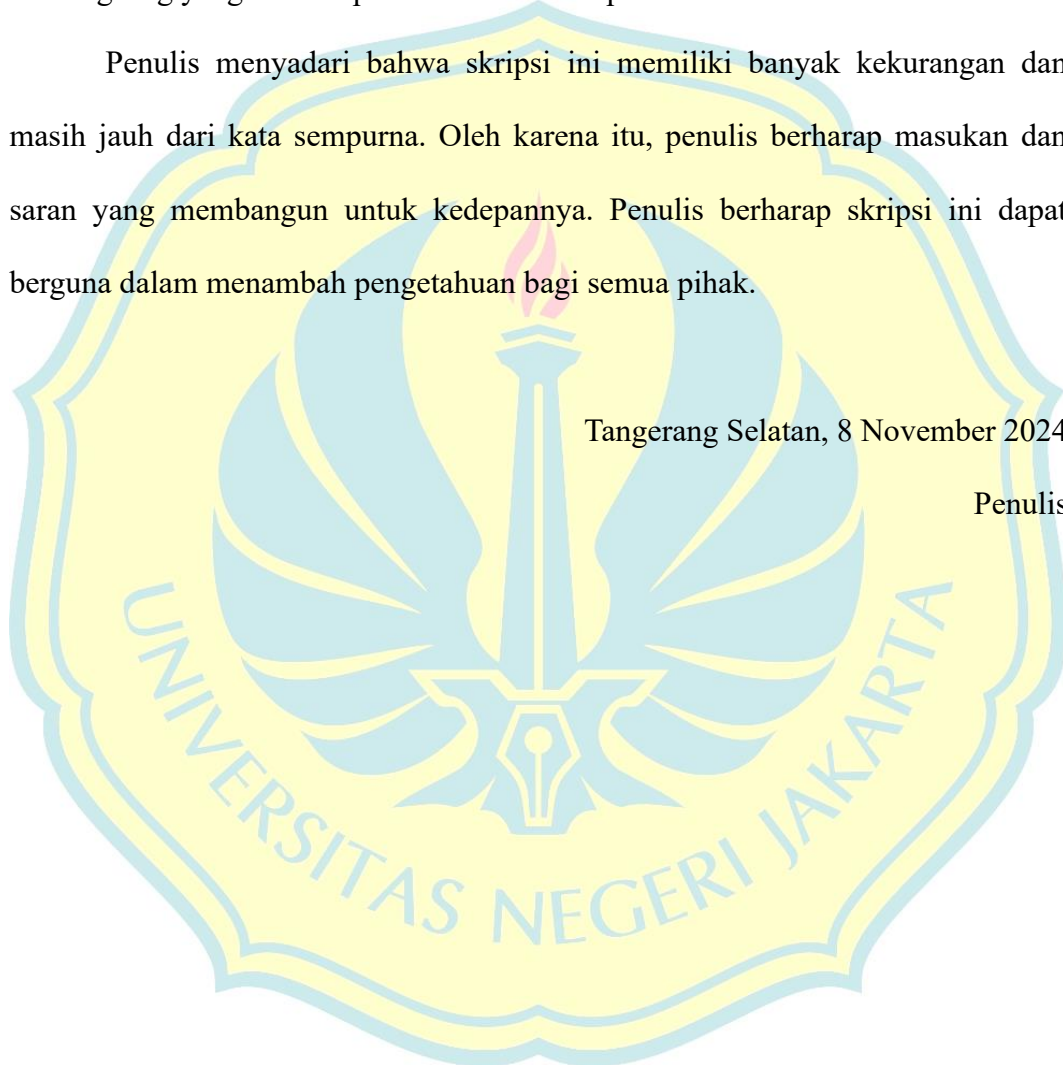 Penulis menyadari bahwa skripsi ini memiliki banyak kekurangan dan
masih jauh dari kata sempurna. Oleh karena itu, penulis berharap masukan dan
saran yang membangun untuk kedepannya. Penulis berharap skripsi ini dapat
berguna dalam menambah pengetahuan bagi semua pihak.
Tangerang Selatan, 8 November 2024
Penulis
UNIVERSITAS NEGERI JAKARTA